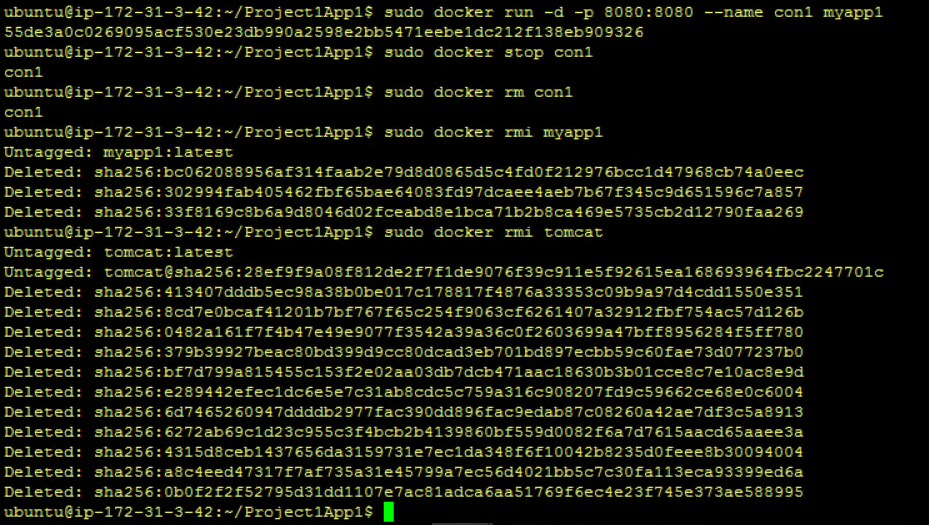 ubuntu@ip-172-31-3-42:~/Project1App1$ sudo docker run -d -p 8080:8080 --name con1 myapp1
55de3a0c0269095acf530e23db990a2598e2bb5471eebe1dc212f138eb909326
ubuntu@ip-172-31-3-42:~/Project1App1$ sudo docker stop con1
con1
ubuntu@ip-172-31-3-42:~/Project1App1$ sudo docker rm con1
con1
ubuntu@ip-172-31-3-42:~/Project1App1$ sudo docker rmi myapp1
Untagged: myapp1:latest
Deleted: sha256:bc062088956af314faab2e79d8d0865d5c4fd0f212976bcc1d47968cb74a0eec
Deleted: sha256:302994fab405462fbf65bae64083fd97dcaee4aeb7b67f345c9d651596c7a857
Deleted: sha256:33f8169c8b6a9d8046d02fceabd8e1bca71b2b8ca469e5735cb2d12790faa269
ubuntu@ip-172-31-3-42:~/Project1App1$ sudo docker rmi tomcat
Untagged: tomcat:latest
Untagged: tomcat@sha256:28ef9f9a08f812de2f7f1de9076f39c911e5f92615ea168693964fbc2247701c
Deleted: sha256:413407dddb5ec98a38b0be017c178817f4876a33353c09b9a97d4cdd1550e351
Deleted: sha256:8cd7e0bcaf41201b7bf767f65c254f9063cf6261407a32912fbf754ac57d126b
Deleted: sha256:0482a161f7f4b47e49e9077f3542a39a36c0f2603699a47bff8956284f5ff780
Deleted: sha256:379b39927beac80bd399d9cc80dcad3eb701bd897ecbb59c60fae73d077237b0
Deleted: sha256:bf7d799a815455c153f2e02aa03db7dcb471aac18630b3b01cce8c7e10ac8e9d
Deleted: sha256:e289442efec1dc6e5e7c31ab8cdc5c759a316c908207fd9c59662ce68e0c6004
Deleted: sha256:6d7465260947ddddb2977fac390dd896fac9edab87c08260a42ae7df3c5a8913
Deleted: sha256:6272ab69c1d23c955c3f4bcb2b4139860bf559d0082f6a7d7615aacd65aaee3a
Deleted: sha256:4315d8ceb1437656da3159731e7ec1da348f6f10042b8235d0feee8b30094004
Deleted: sha256:a8c4eed47317f7af735a31e45799a7ec56d4021bb5c7c30fa113eca93399ed6a
Deleted: sha256:0b0f2f2f52795d31dd1107e7ac81adca6aa51769f6ec4e23f745e373ae588995
ubuntu@ip-172-31-3-42:~/Project1App1$